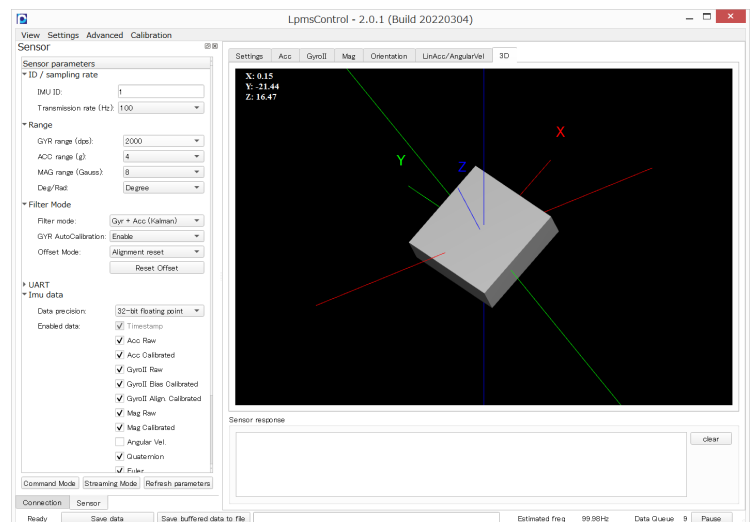 LpmsControl - 2.0.1 (Build 20220304)
View Settings Advanced Calibration
Sensor
Sensor parameters
ID / sampling rate
IMU ID: 1
Transmission rate (Hz): 100
Range
GYR range (dps): 2000
ACC range (g): 4
MAG range (Gauss): 8
Deg/Rad: Degree
Filter Mode
Filter mode: Gyr + Acc (Kalman)
GYR AutoCalibration: Enable
Offset Mode: Alignment reset
Reset Offset
UART
Imu data
Data precision: 32-bit floating point
Enabled data: Timestamp
Acc Raw
Acc Calibrated
GyroII Raw
GyroII Bias Calibrated
GyroII Align. Calibrated
Mag Raw
Mag Calibrated
Angular Vel.
Quaternion
Euler
Command Mode Streaming Mode Refresh parameters
Connection Sensor
Settings Acc GyroII Mag Orientation LinAcc/AngularVel 3D
X: 0.15
Y: -21.44
Z: 16.47
X
Y
Z
Sensor response
clear
Ready Save data Save buffered data to file Estimated freq 99.98Hz Data Queue 9 Pause